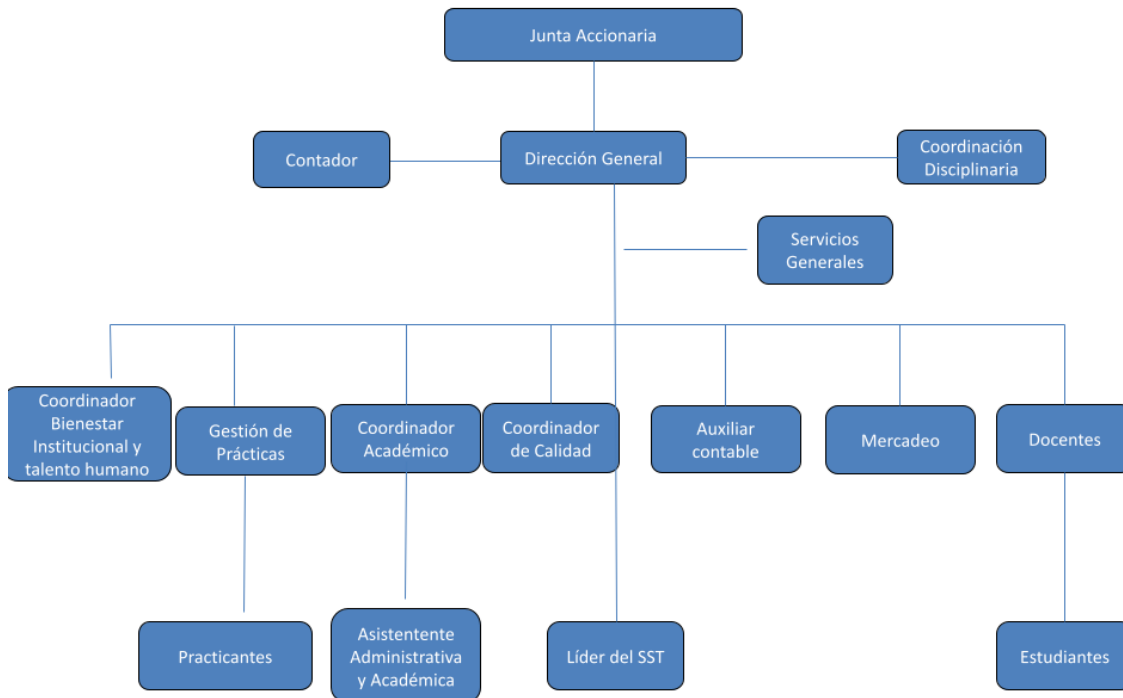 Junta Accionaria
Contador
Dirección General
Coordinación
Disciplinaria
Servicios
Generales
Coordinador
Bienestar
Institucional y
talento humano
Gestión de
Prácticas
Coordinador
Académico
Coordinador
de Calidad
Auxiliar
contable
Mercadeo
Docentes
Practicantes
Asistentente
Administrativa
y Académica
Líder del SST
Estudiantes